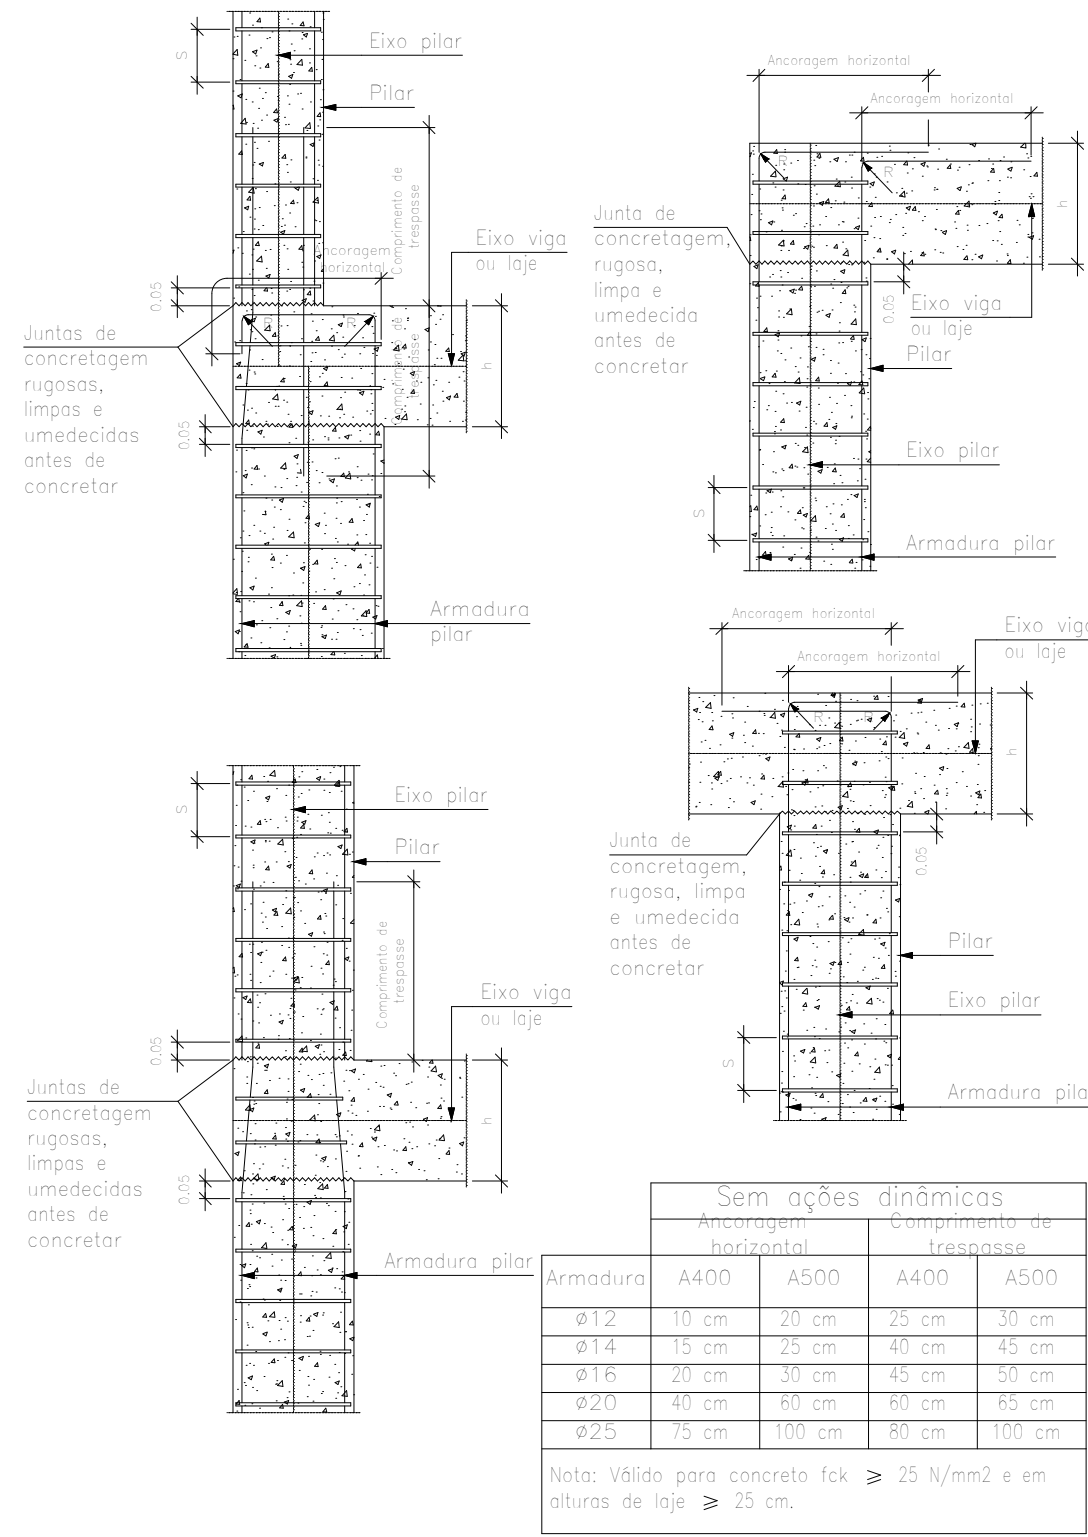 S
Eixo pilar
Pilar
Comprimento de
trespasse
Ancoragem
horizontal
Eixo viga
ou laje
0.05
R
R
Comprimento de
trespasse
h
Juntas de
concretagem
rugosas,
limpas e
umedecidas
antes de
concretar
0.05
Armadura
pilar
Ancoragem horizontal
Ancoragem horizontal
R
R
h
Junta de
concretagem,
rugosa,
limpa e
umedecida
antes de
concretar
0.05
Eixo viga
ou laje
Pilar
Eixo pilar
S
Armadura pilar
S
Eixo pilar
Pilar
Comprimento de
trespasse
Eixo viga
ou laje
0.05
h
Juntas de
concretagem
rugosas,
limpas e
umedecidas
antes de
concretar
0.05
Armadura pilar
Ancoragem horizontal
Eixo viga
ou laje
Ancoragem horizontal
R
R
h
Junta de
concretagem,
rugosa, limpa
e umedecida
antes de
concretar
0.05
Pilar
Eixo pilar
S
Armadura pila
Sem ações dinâmicas
Ancoragem horizontal Comprimento de trespasse
Armadura A400 A500 A400 A500
ø12 10 cm 20 cm 25 cm 30 cm
ø14 15 cm 25 cm 40 cm 45 cm
ø16 20 cm 30 cm 45 cm 50 cm
ø20 40 cm 60 cm 60 cm 65 cm
ø25 75 cm 100 cm 80 cm 100 cm
Nota: Válido para concreto fck ≥ 25 N/mm2 e em
alturas de laje ≥ 25 cm.